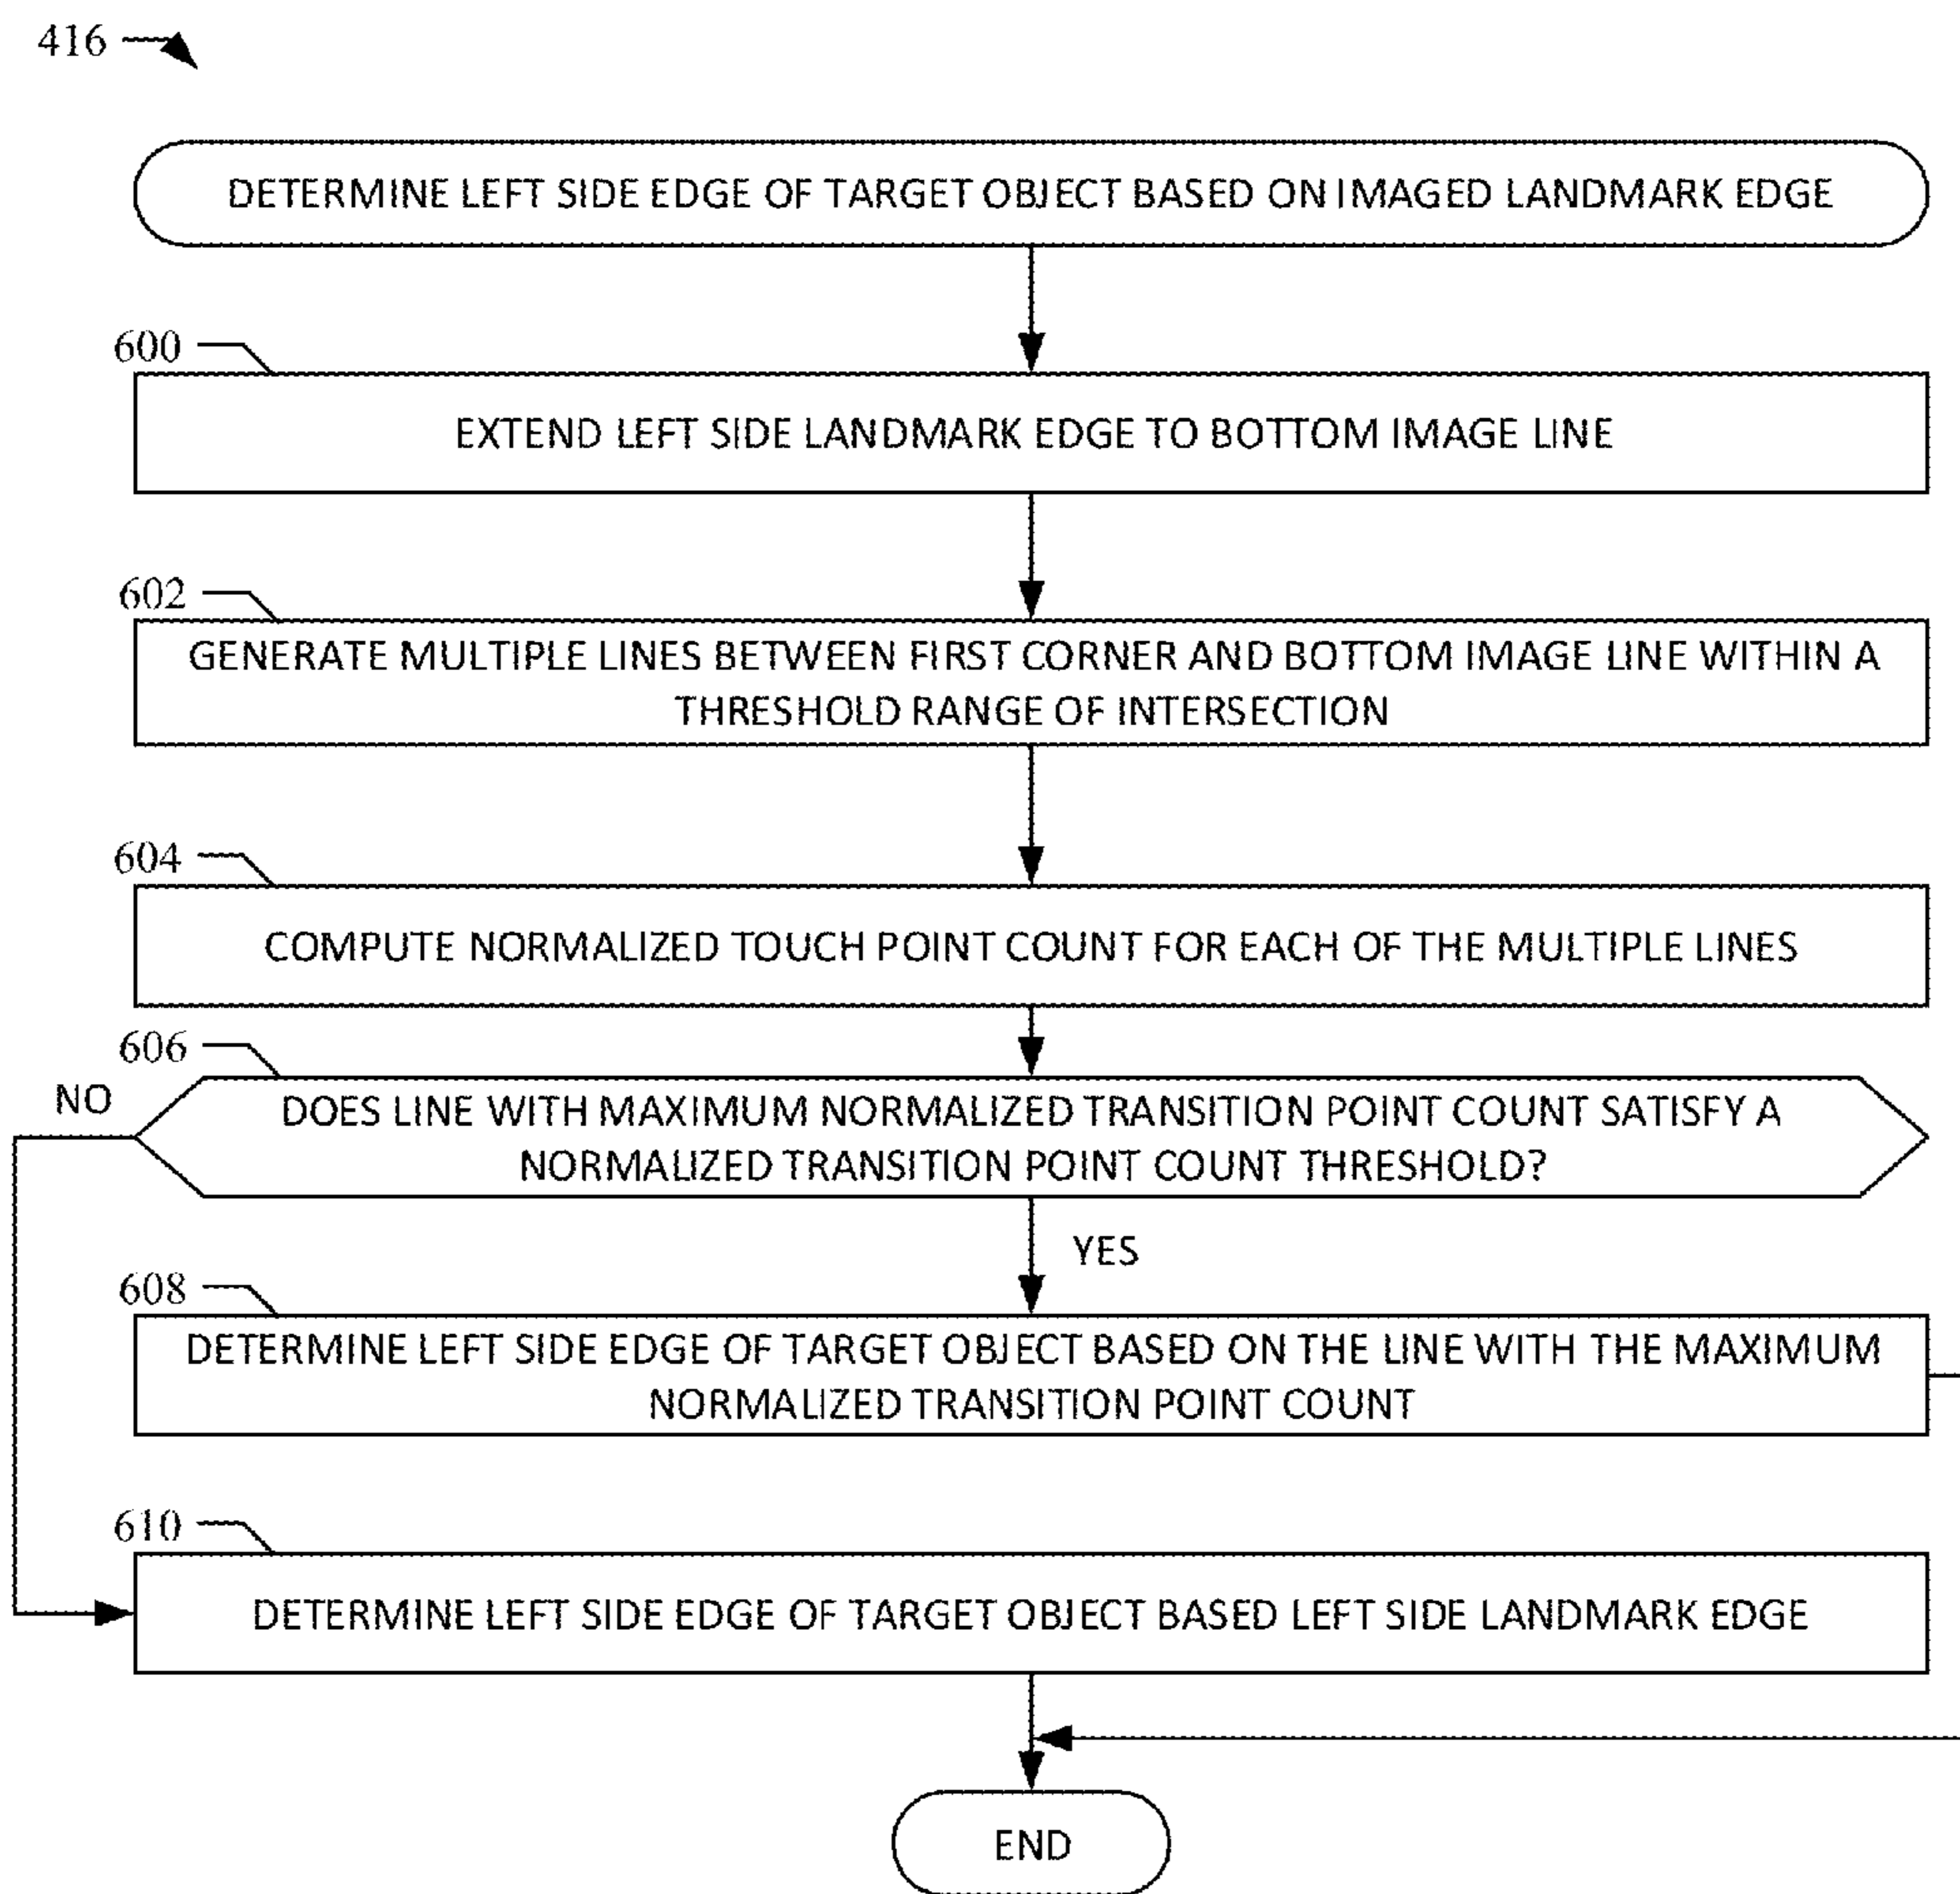 416
DETERMINE LEFT SIDE EDGE OF TARGET OBJECT BASED ON IMAGED LANDMARK EDGE
600
EXTEND LEFT SIDE LANDMARK EDGE TO BOTTOM IMAGE LINE
602
GENERATE MULTIPLE LINES BETWEEN FIRST CORNER AND BOTTOM IMAGE LINE WITHIN A
THRESHOLD RANGE OF INTERSECTION
604
COMPUTE NORMALIZED TOUCH POINT COUNT FOR EACH OF THE MULTIPLE LINES
606
NO
DOES LINE WITH MAXIMUM NORMALIZED TRANSITION POINT COUNT SATISFY A
NORMALIZED TRANSITION POINT COUNT THRESHOLD?
YES
608
DETERMINE LEFT SIDE EDGE OF TARGET OBJECT BASED ON THE LINE WITH THE MAXIMUM
NORMALIZED TRANSITION POINT COUNT
610
DETERMINE LEFT SIDE EDGE OF TARGET OBJECT BASED LEFT SIDE LANDMARK EDGE
END